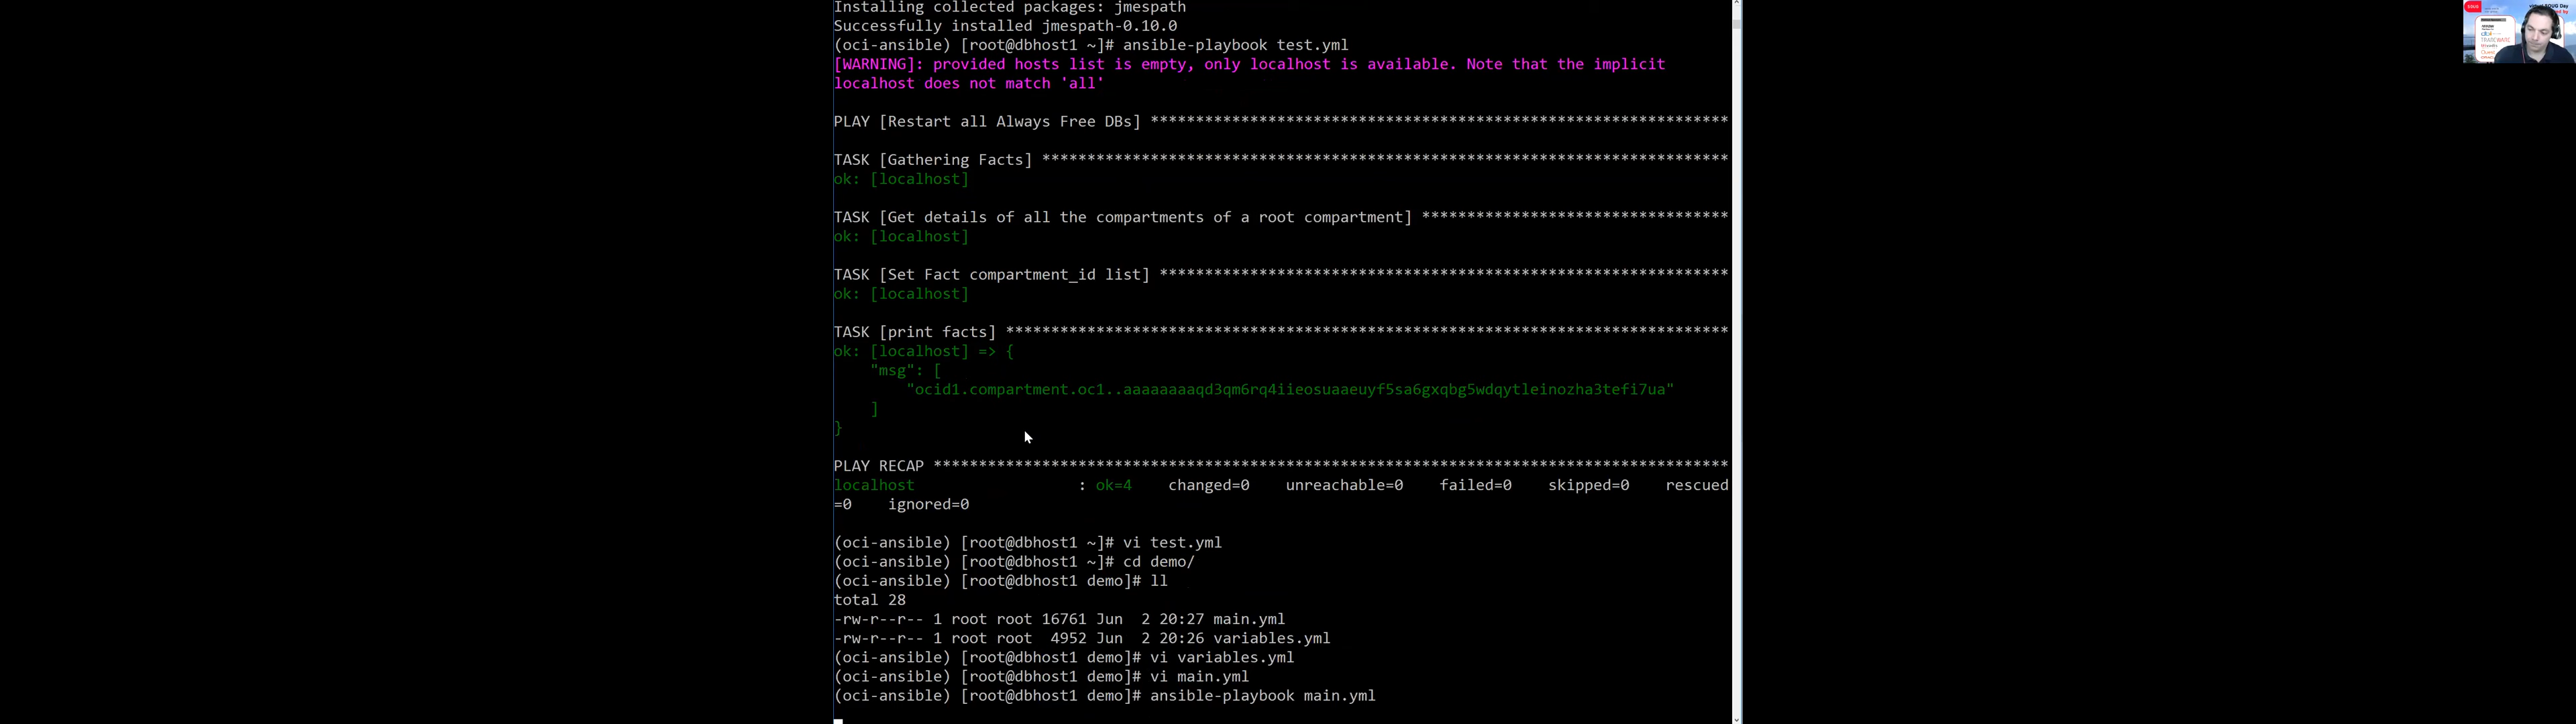 Installing collected packages: jmespath
Successfully installed jmespath-0.10.0
(oci-ansible) [root@dbhost1 ~]# ansible-playbook test.yml
[WARNING]: provided hosts list is empty, only localhost is available. Note that the implicit
localhost does not match 'all'
PLAY [Restart all Always Free DBs] ****************************************************************
TASK [Gathering Facts] ****************************************************************************
ok: [localhost]
TASK [Get details of all the compartments of a root compartment] **********************************
ok: [localhost]
TASK [Set Fact compartment_id list] ***************************************************************
ok: [localhost]
TASK [print facts] ********************************************************************************
ok: [localhost] => {
    "msg": [
        "ocid1.compartment.oc1..aaaaaaaaqd3qm6rq4iieosuaaeuyf5sa6gxqbg5wdqytleinozha3tefi7ua"
    ]
}
PLAY RECAP ****************************************************************************************
localhost                  : ok=4    changed=0    unreachable=0    failed=0    skipped=0    rescued
=0    ignored=0
(oci-ansible) [root@dbhost1 ~]# vi test.yml
(oci-ansible) [root@dbhost1 ~]# cd demo/
(oci-ansible) [root@dbhost1 demo]# ll
total 28
-rw-r--r-- 1 root root 16761 Jun  2 20:27 main.yml
-rw-r--r-- 1 root root  4952 Jun  2 20:26 variables.yml
(oci-ansible) [root@dbhost1 demo]# vi variables.yml
(oci-ansible) [root@dbhost1 demo]# vi main.yml
(oci-ansible) [root@dbhost1 demo]# ansible-playbook main.yml